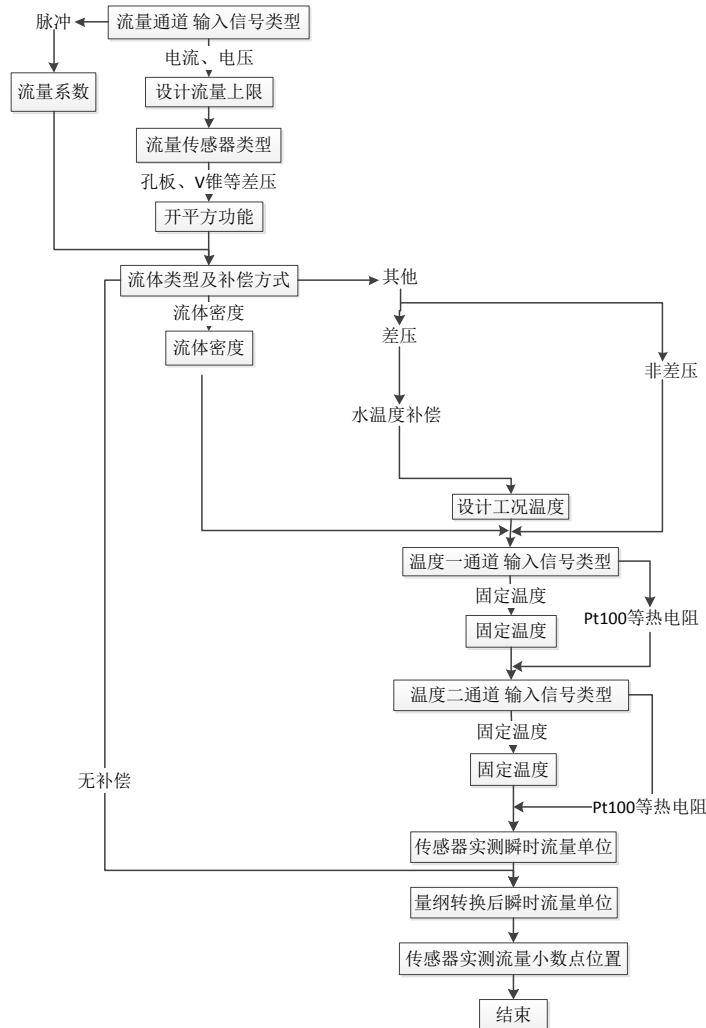 脉冲
流量通道 输入信号类型
电流、电压
流量系数
设计流量上限
流量传感器类型
孔板、V锥等差压
开平方功能
流体类型及补偿方式
其他
流体密度
流体密度
差压
非差压
水温度补偿
设计工况温度
温度一通道 输入信号类型
固定温度
Pt100等热电阻
固定温度
温度二通道 输入信号类型
固定温度
固定温度
无补偿
Pt100等热电阻
传感器实测瞬时流量单位
量纲转换后瞬时流量单位
传感器实测流量小数点位置
结束